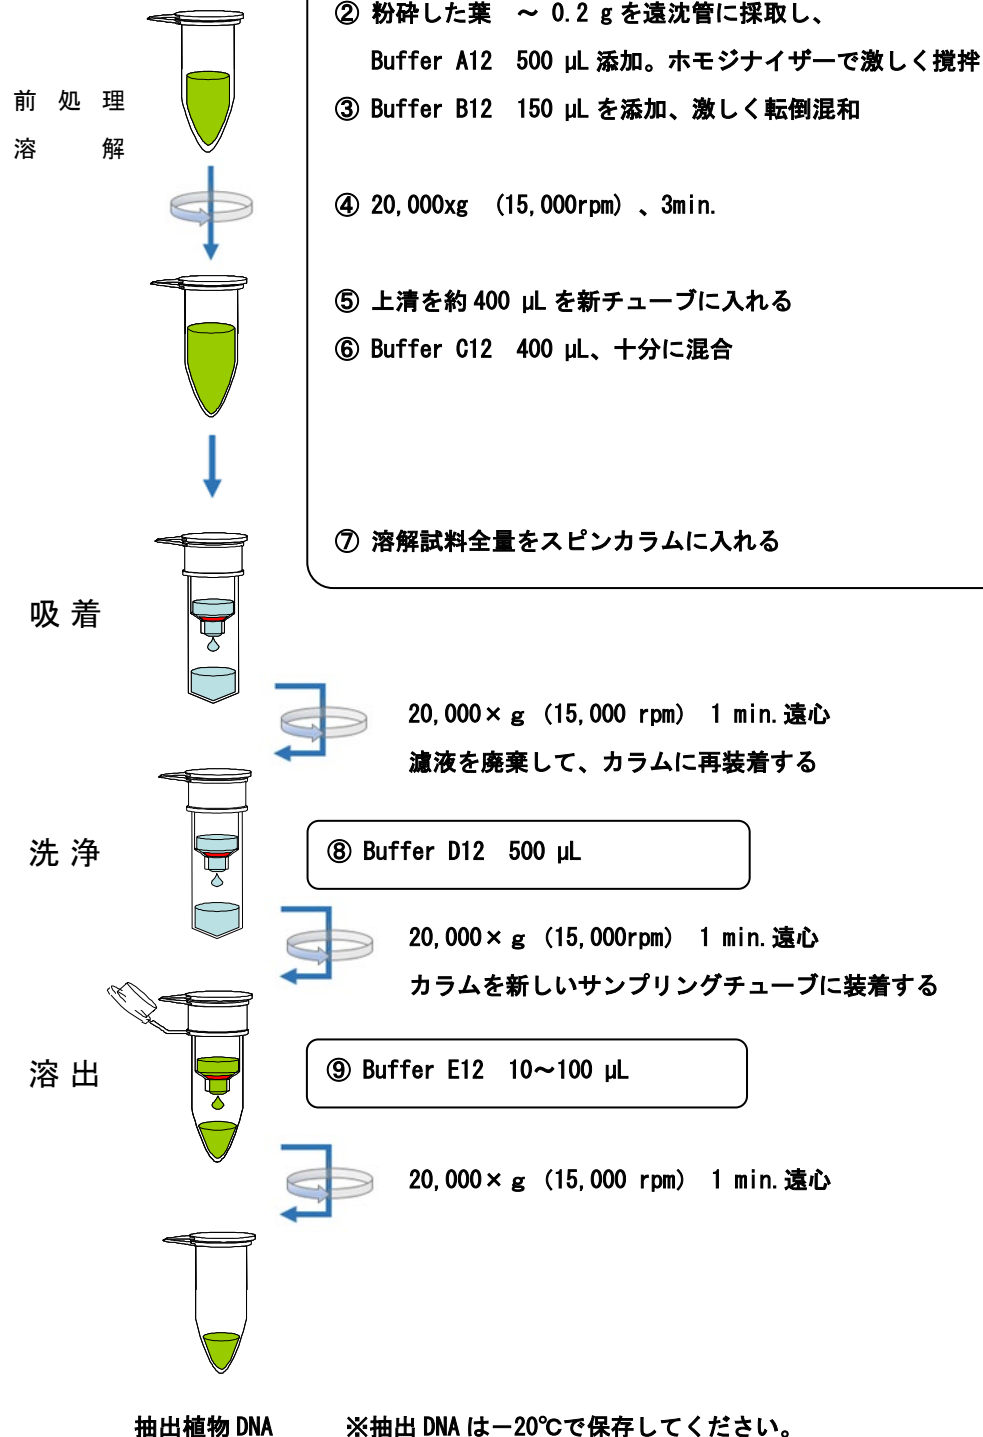 ② 粉砕した葉 ～ 0.2 g を遠沈管に採取し、
Buffer A12 500 μL 添加。ホモジナイザーで激しく撹拌
③ Buffer B12 150 μL を添加、激しく転倒混和
前 処 理
溶 解
④ 20,000xg (15,000rpm) 、3min.
⑤ 上清を約 400 μL を新チューブに入れる
⑥ Buffer C12 400 μL、十分に混合
⑦ 溶解試料全量をスピンカラムに入れる
吸 着
20,000×ｇ (15,000 rpm) 1 min.遠心
濾液を廃棄して、カラムに再装着する
洗 浄
⑧ Buffer D12 500 μL
20,000×ｇ (15,000rpm) 1 min.遠心
カラムを新しいサンプリングチューブに装着する
溶 出
⑨ Buffer E12 10～100 μL
20,000×ｇ (15,000 rpm) 1 min.遠心
抽出植物 DNA ※抽出 DNA は－20℃で保存してください。